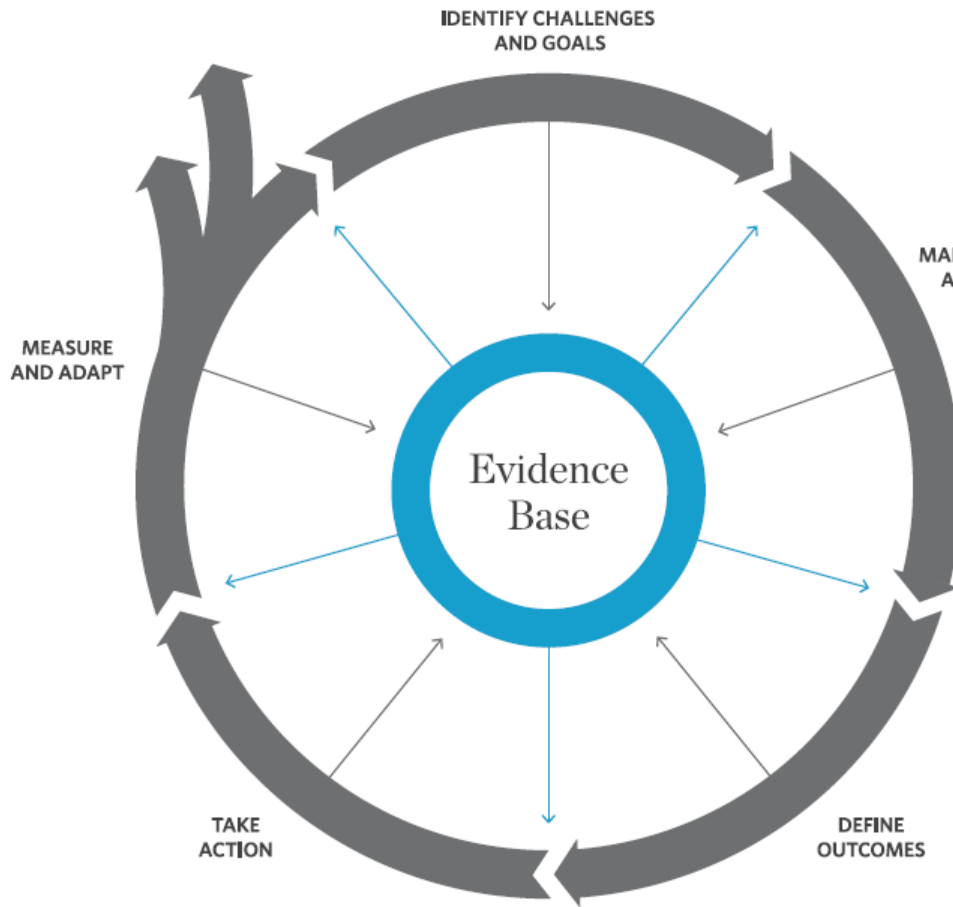 IDENTIFY CHALLENGES
AND GOALS
MEASURE
AND ADAPT
Evidence
Base
TAKE
ACTION
DEFINE
OUTCOMES